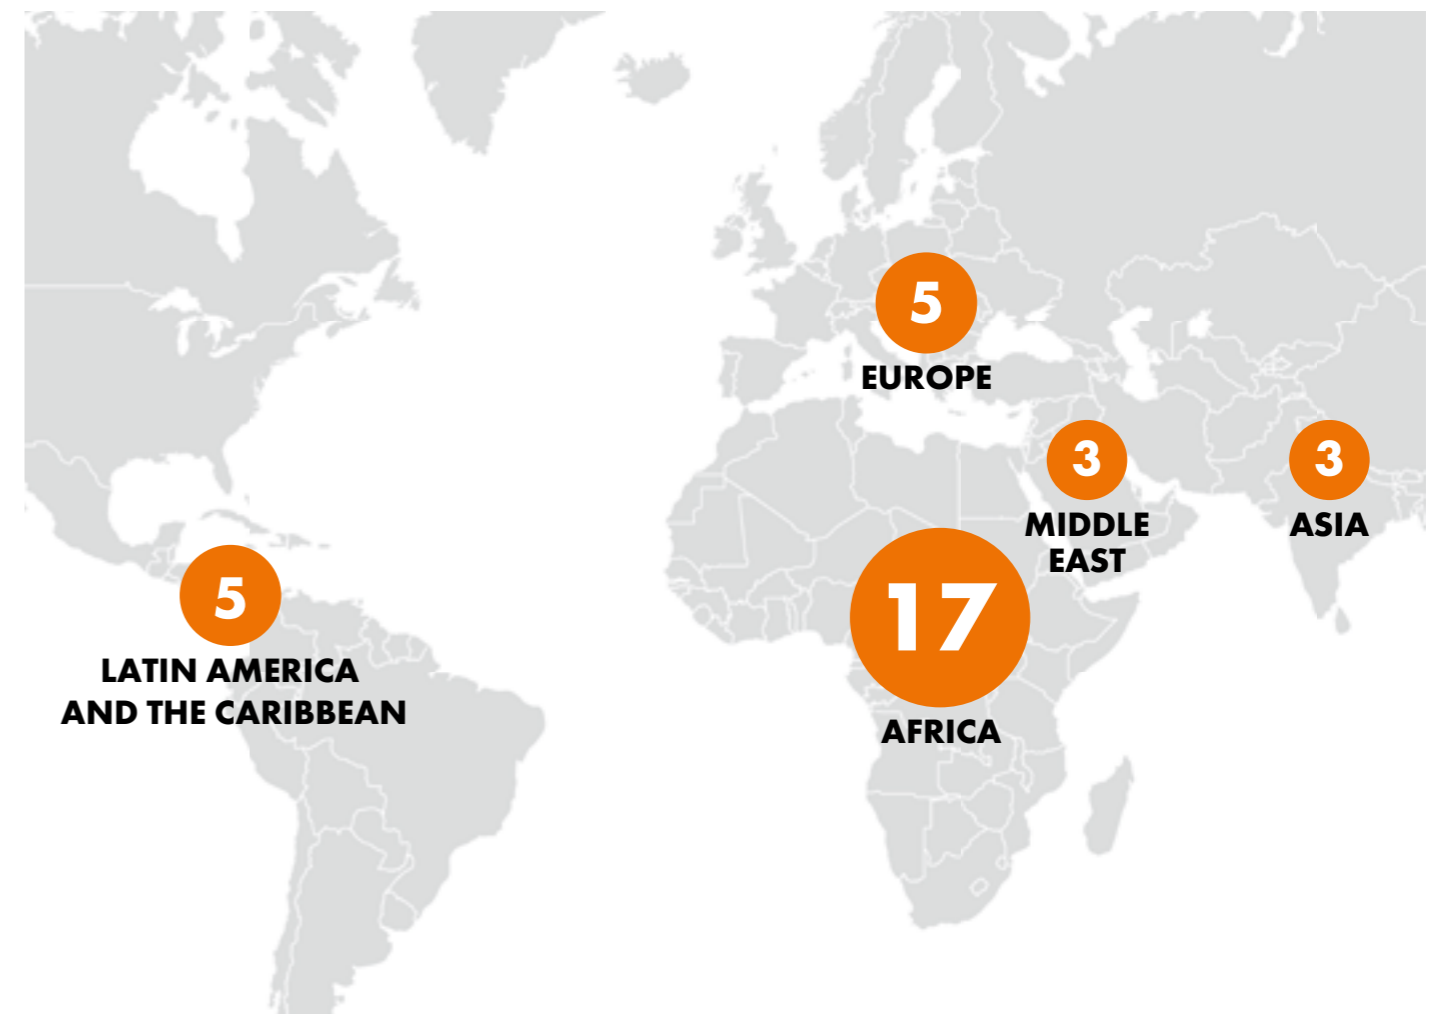 5
EUROPE
3
MIDDLE
EAST
3
ASIA
5
LATIN AMERICA
AND THE CARIBBEAN
17
AFRICA